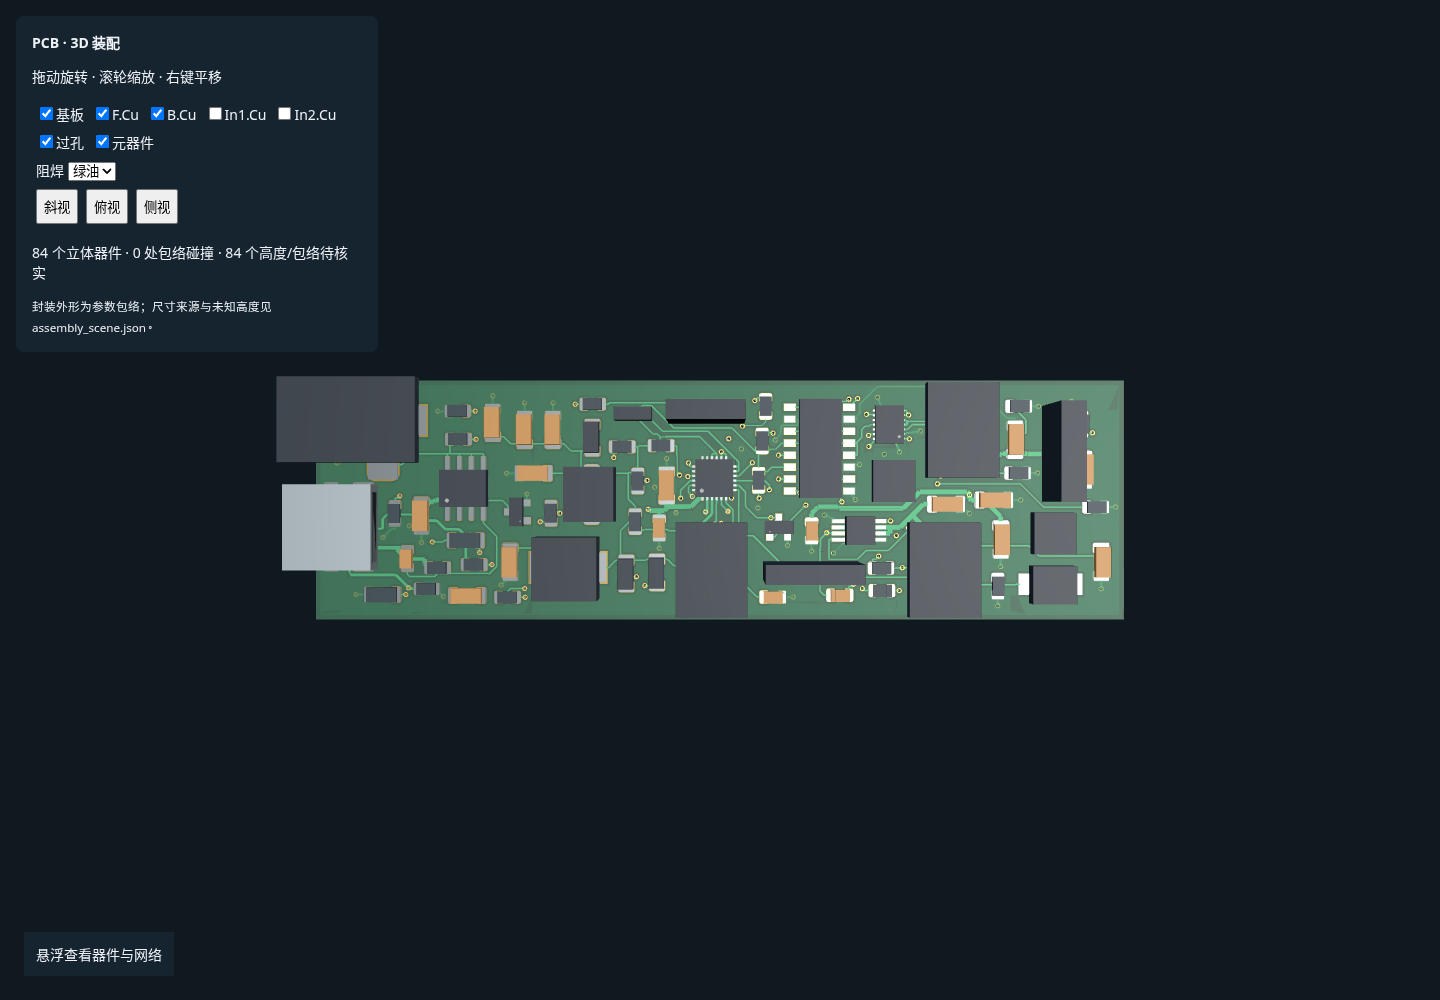 PCB · 3D 装配
拖动旋转 · 滚轮缩放 · 右键平移
基板 F.Cu B.Cu In1.Cu In2.Cu
过孔 元器件
阻焊 绿油
斜视 俯视 侧视
84 个立体器件 · 0 处包络碰撞 · 84 个高度/包络待核
实
封装外形为参数包络；尺寸来源与未知高度见
assembly_scene.json。
悬浮查看器件与网络